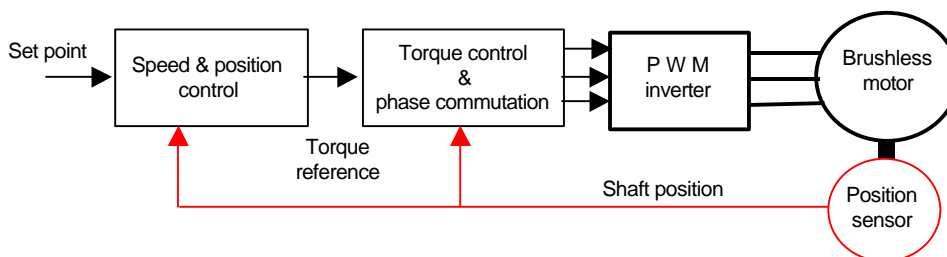 Set point
Speed & position
control
Torque control
&
phase commutation
P W M
inverter
Brushless
motor
Torque
reference
Shaft position
Position
sensor